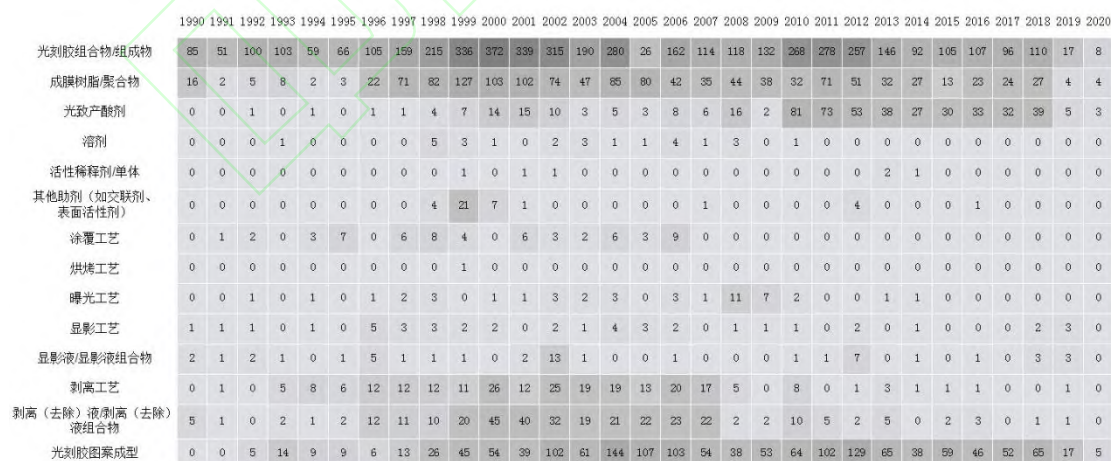 1990 1991 1992 1993 1994 1995 1996 1997 1998 1999 2000 2001 2002 2003 2004 2005 2006 2007 2008 2009 2010 2011 2012 2013 2014 2015 2016 2017 2018 2019 2020
光刻胶组合物/组成物 85 51 100 103 59 66 105 159 215 336 372 339 315 190 280 26 162 114 118 132 268 278 257 146 92 105 107 96 110 17 8
成膜树脂/聚合物 16 2 5 8 2 3 22 71 82 127 103 102 74 47 85 80 42 35 44 38 32 71 51 32 27 13 23 24 27 4 4
光致产酸剂 0 0 1 0 1 0 1 1 4 7 14 15 10 3 5 3 8 6 16 2 81 73 53 38 27 30 33 32 39 5 3
溶剂 0 0 0 1 0 0 0 0 5 3 1 0 2 3 1 1 4 1 3 0 1 0 0 0 0 0 0 0 0 0 0
活性稀释剂/单体 0 0 0 0 0 0 0 0 0 1 0 1 1 0 0 0 0 0 0 0 0 0 0 2 1 0 0 0 0 0 0
其他助剂（如交联剂、
表面活性剂） 0 0 0 0 0 0 0 0 4 21 7 1 0 0 0 0 0 1 0 0 0 0 4 0 0 0 1 0 0 0 0
涂覆工艺 0 1 2 0 3 7 0 6 8 4 0 6 3 2 6 3 9 0 0 0 0 0 0 0 0 0 0 0 0 0 0
烘烤工艺 0 0 0 0 0 0 0 0 0 1 0 0 0 0 0 0 0 0 0 0 0 0 0 0 0 0 0 0 0 0 0
曝光工艺 0 0 1 0 1 0 1 2 3 0 1 1 3 2 3 0 3 1 11 7 2 0 0 1 1 0 0 0 0 0 0
显影工艺 1 1 1 0 1 0 5 3 3 2 2 0 2 1 4 3 2 0 1 1 1 0 2 0 1 0 0 0 2 3 0
显影液/显影液组合物 2 1 2 1 0 1 5 1 1 1 0 2 13 1 0 0 1 0 0 0 1 1 7 0 1 0 1 0 3 3 0
剥离工艺 0 1 0 5 8 6 12 12 12 11 26 12 25 19 19 13 20 17 5 0 8 0 1 3 1 1 1 0 0 1 0
剥离（去除）液/剥离（去除）
液组合物 5 1 0 2 1 2 12 11 10 20 45 40 32 19 21 22 23 22 2 2 10 5 2 5 0 2 3 0 1 1 0
光刻胶图案成型 0 0 5 14 9 9 6 13 26 45 54 39 102 61 144 107 103 54 38 53 64 102 129 65 38 59 46 52 65 17 5